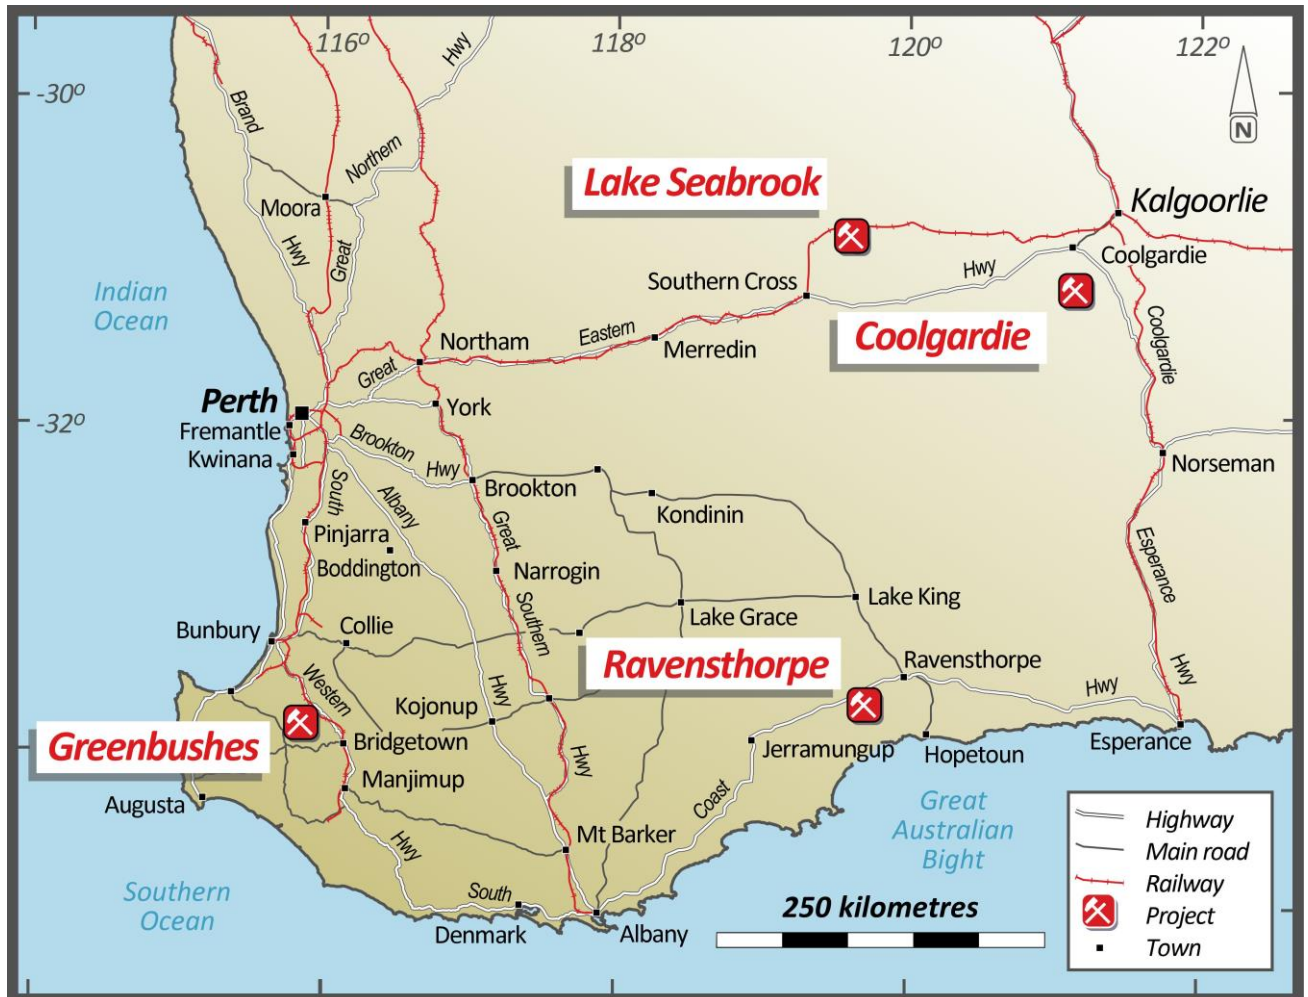 116°
118°
120°
122°
-30°
Hwy
Brand
Northern
Lake Seabrook
Moora
Kalgoorlie
Hwy
Great
Coolgardie
Hwy
Southern Cross
Indian
Ocean
Coolgardie
Coolgardie
Eastern
Northam
Merredin
Great
Perth
York
-32°
Fremantle
Kwinana
Brookton
Hwy
Norseman
Brookton
South
Albany
Kondinin
Great
Pinjarra
Boddington
Narrogin
Esperance
Southern
Lake King
Lake Grace
Collie
Bunbury
Ravensthorpe
Ravensthorpe
Western
Hwy
Hwy
Hwy
Kojonup
Greenbushes
Bridgetown
Hwy
Jerramungup
Hopetoun
Esperance
Manjimup
Augusta
Coast
Great
Australian
Bight
Mt Barker
Hwy
Southern
Ocean
South
Denmark
Albany
250 kilometres
Highway
Main road
Railway
Project
Town
N